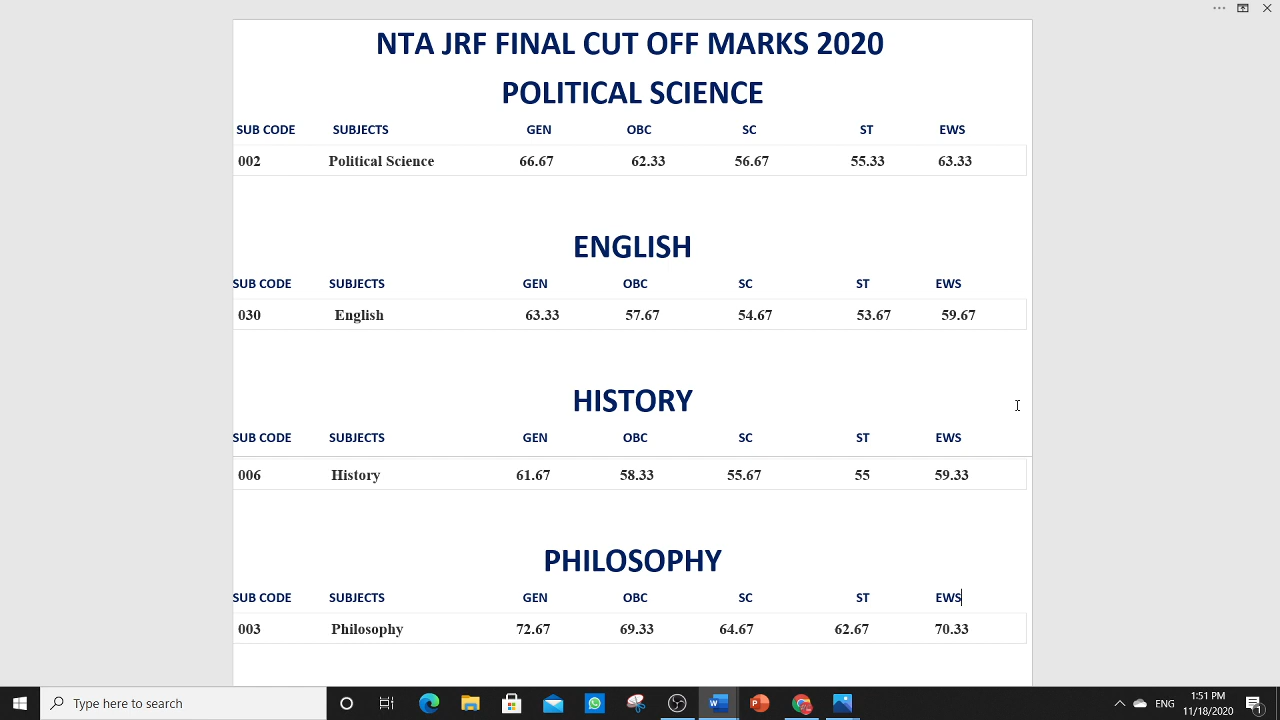 NTA JRF FINAL CUT OFF MARKS 2020
POLITICAL SCIENCE
SUB CODE SUBJECTS GEN OBC SC ST EWS
002 Political Science 66.67 62.33 56.67 55.33 63.33
ENGLISH
SUB CODE SUBJECTS GEN OBC SC ST EWS
030 English 63.33 57.67 54.67 53.67 59.67
HISTORY
SUB CODE SUBJECTS GEN OBC SC ST EWS
006 History 61.67 58.33 55.67 55 59.33
PHILOSOPHY
SUB CODE SUBJECTS GEN OBC SC ST EWS
003 Philosophy 72.67 69.33 64.67 62.67 70.33
Type here to search
ENG
1:51 PM
11/18/2020
1